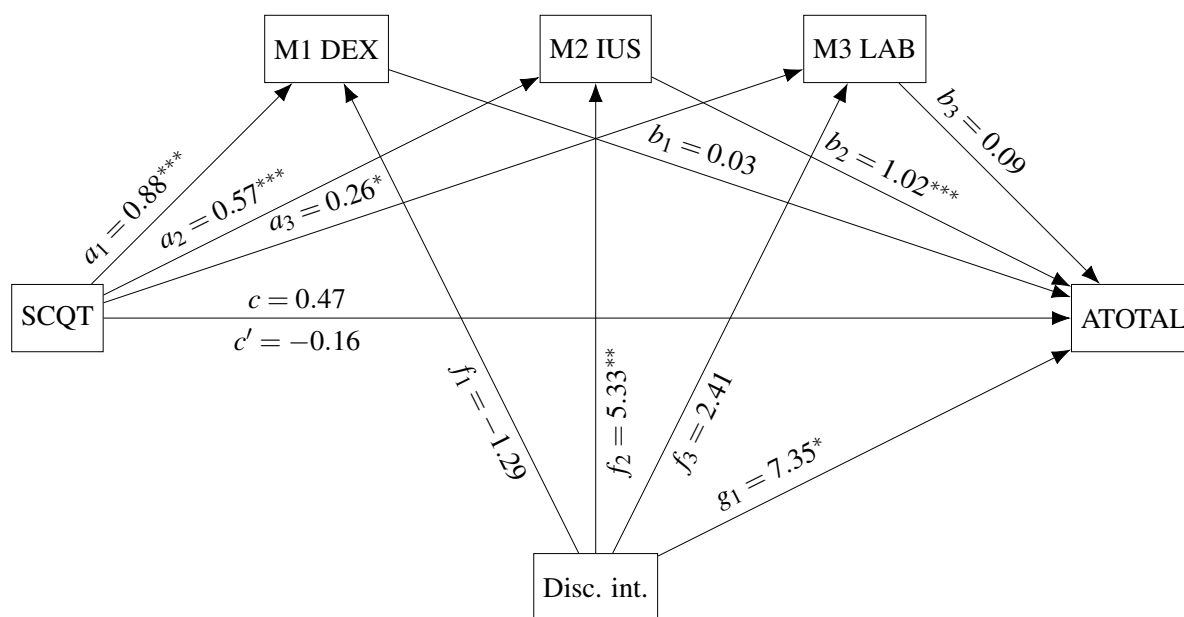 M1 DEX
M2 IUS
M3 LAB
a₁ = 0.88***
a₂ = 0.57***
a₃ = 0.26*
b₁ = 0.03
b₂ = 1.02***
b₃ = 0.09
SCQT
c = 0.47
c′ = −0.16
ATOTAL
f₁ = −1.29
f₂ = 5.33**
f₃ = 2.41
g₁ = 7.35*
Disc. int.